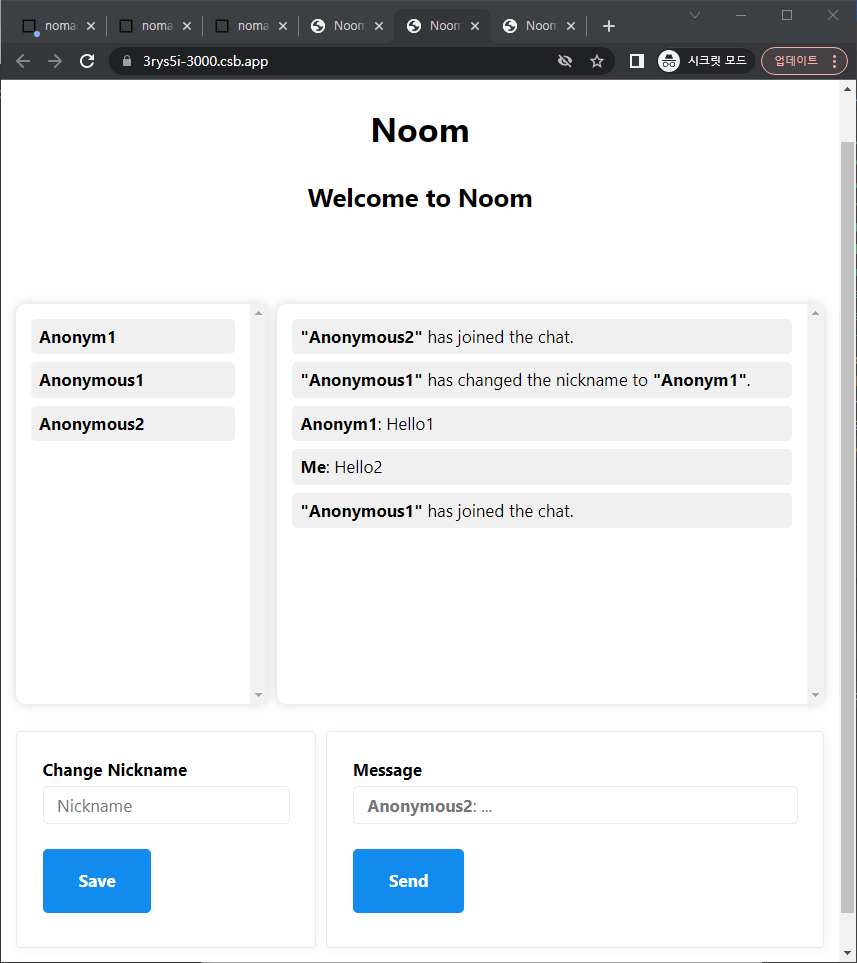 noma
noma
noma
Noom
Noom
Noom
3rys5i-3000.csb.app
시크릿 모드
업데이트
Noom
Welcome to Noom
Anonym1
Anonymous1
Anonymous2
"Anonymous2" has joined the chat.
"Anonymous1" has changed the nickname to "Anonym1".
Anonym1: Hello1
Me: Hello2
"Anonymous1" has joined the chat.
Change Nickname
Nickname
Save
Message
Anonymous2: ...
Send